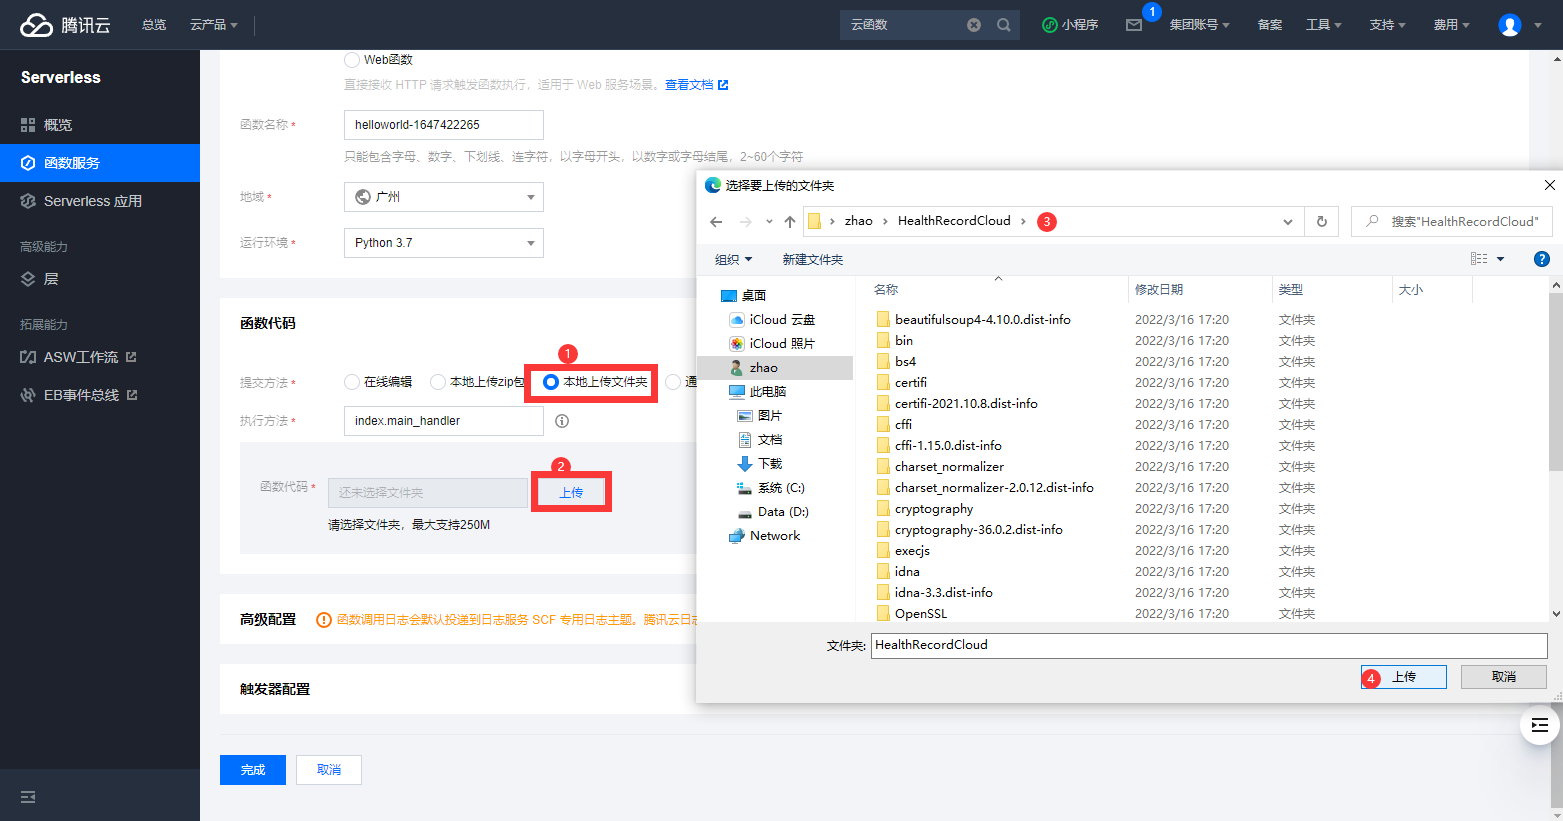 腾讯云 总览 云产品 云函数 小程序 1 集团账号 备案 工具 支持 费用
Serverless
概览
函数服务
Serverless 应用
高级能力
层
拓展能力
ASW工作流
EB事件总线
Web函数
直接接收 HTTP 请求触发函数执行，适用于 Web 服务场景。查看文档
函数名称 * helloworld-1647422265
只能包含字母、数字、下划线、连字符，以字母开头，以数字或字母结尾，2~60个字符
地域 * 广州
运行环境 * Python 3.7
函数代码
1
提交方法 * 在线编辑 本地上传zip包 本地上传文件夹 通
执行方法 * index.main_handler
2
函数代码 * 还未选择文件夹 上传
请选择文件夹，最大支持250M
高级配置 函数调用日志会默认投递到日志服务 SCF 专用日志主题。腾讯云日志
触发器配置
完成 取消
选择要上传的文件夹
zhao HealthRecordCloud 3 搜索"HealthRecordCloud"
组织 新建文件夹
桌面
iCloud 云盘
iCloud 照片
zhao
此电脑
图片
文档
下载
系统 (C:)
Data (D:)
Network
名称 修改日期 类型 大小
beautifulsoup4-4.10.0.dist-info 2022/3/16 17:20 文件夹
bin 2022/3/16 17:20 文件夹
bs4 2022/3/16 17:20 文件夹
certifi 2022/3/16 17:20 文件夹
certifi-2021.10.8.dist-info 2022/3/16 17:20 文件夹
cffi 2022/3/16 17:20 文件夹
cffi-1.15.0.dist-info 2022/3/16 17:20 文件夹
charset_normalizer 2022/3/16 17:20 文件夹
charset_normalizer-2.0.12.dist-info 2022/3/16 17:20 文件夹
cryptography 2022/3/16 17:20 文件夹
cryptography-36.0.2.dist-info 2022/3/16 17:20 文件夹
execjs 2022/3/16 17:20 文件夹
idna 2022/3/16 17:20 文件夹
idna-3.3.dist-info 2022/3/16 17:20 文件夹
OpenSSL 2022/3/16 17:20 文件夹
文件夹: HealthRecordCloud
4 上传 取消